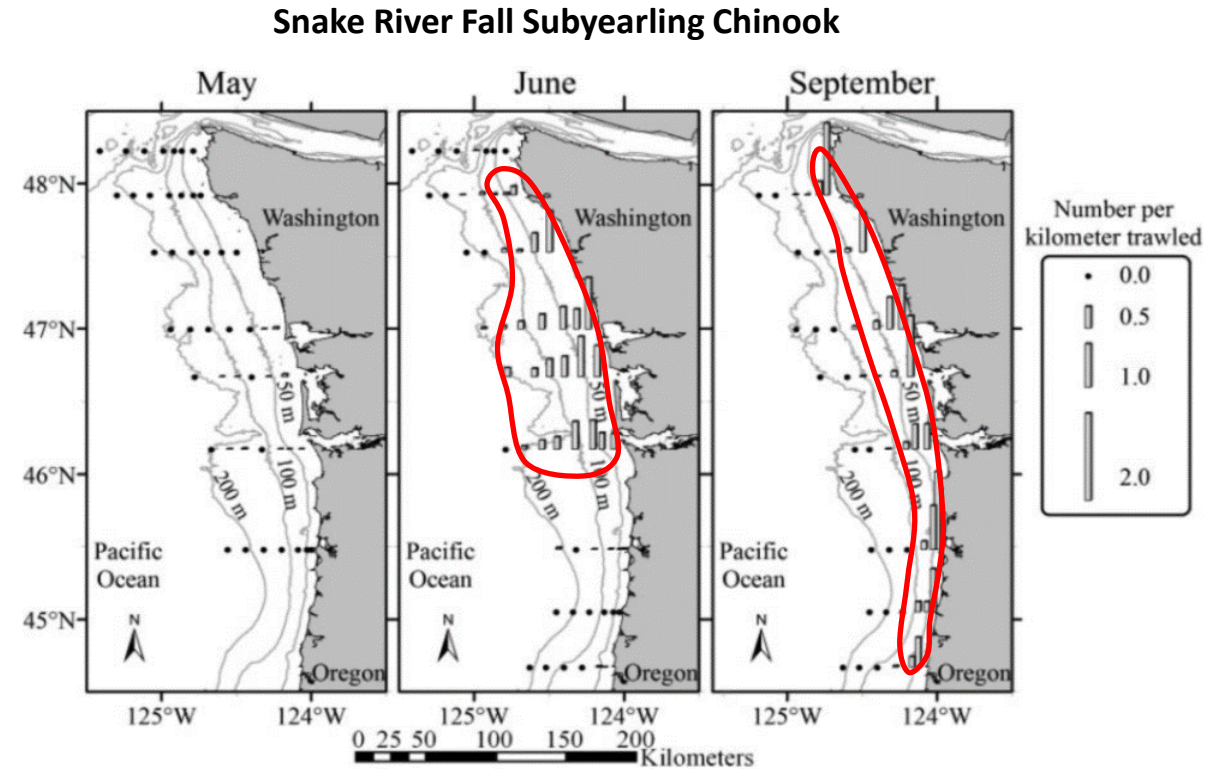 Snake River Fall Subyearling Chinook
May
June
September
48°N
47°N
46°N
45°N
Washington
50 m
100 m
200 m
Pacific
Ocean
N
Oregon
125°W
124°W
Washington
50 m
100 m
200 m
Pacific
Ocean
N
Oregon
125°W
124°W
Washington
50 m
100 m
200 m
Pacific
Ocean
N
Oregon
125°W
124°W
Number per
kilometer trawled
0.0
0.5
1.0
2.0
0 25 50 100 150 200
Kilometers